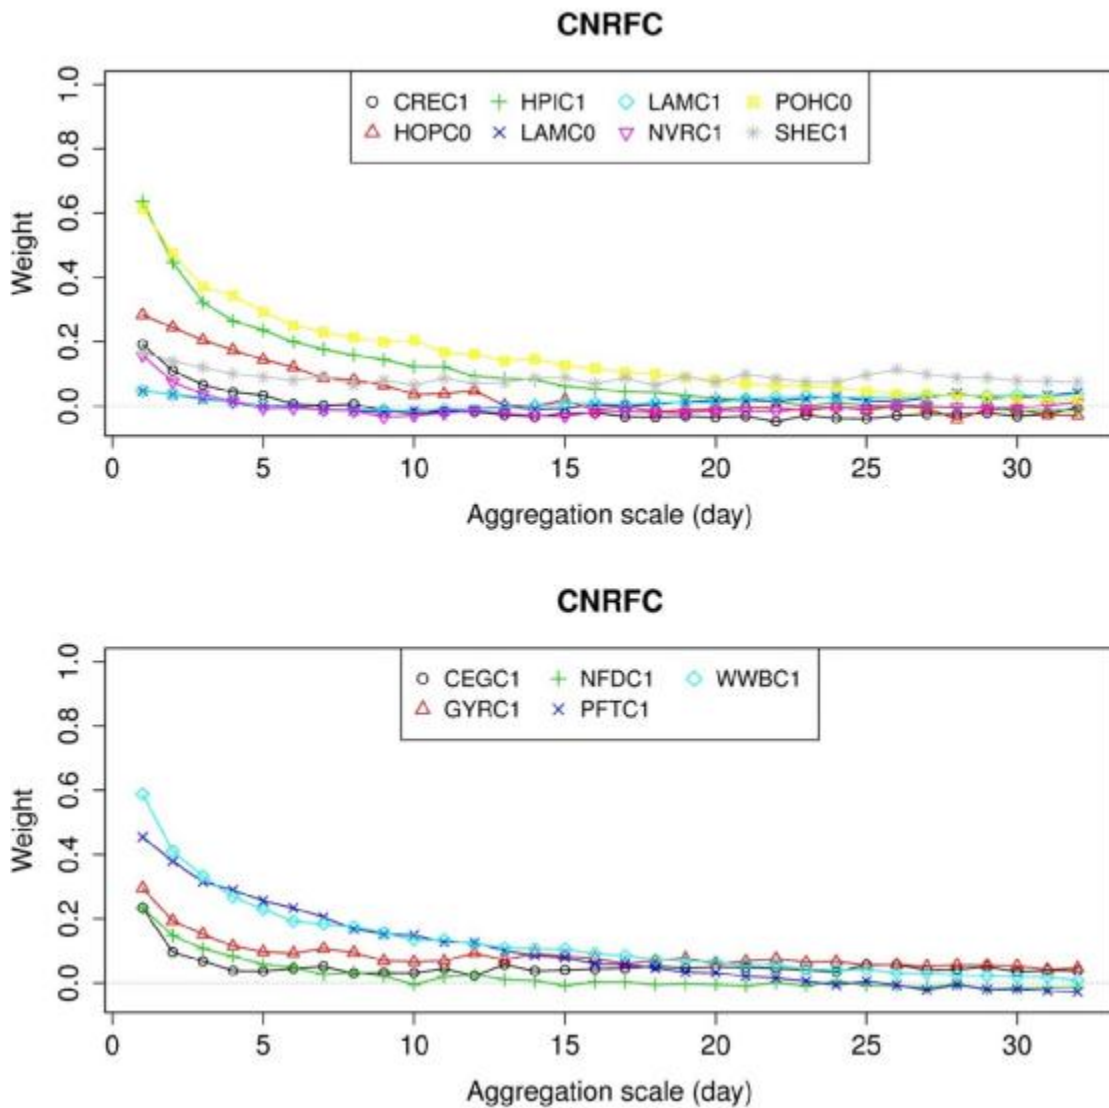 CNRFC
CREC1 HPIC1 LAMC1 POHC0
HOPC0 LAMC0 NVRC1 SHEC1
Weight
0.0 0.2 0.4 0.6 0.8 1.0
0 5 10 15 20 25 30
Aggregation scale (day)
CNRFC
CEGC1 NFDC1 WWBC1
GYRC1 PFTC1
Weight
0.0 0.2 0.4 0.6 0.8 1.0
0 5 10 15 20 25 30
Aggregation scale (day)